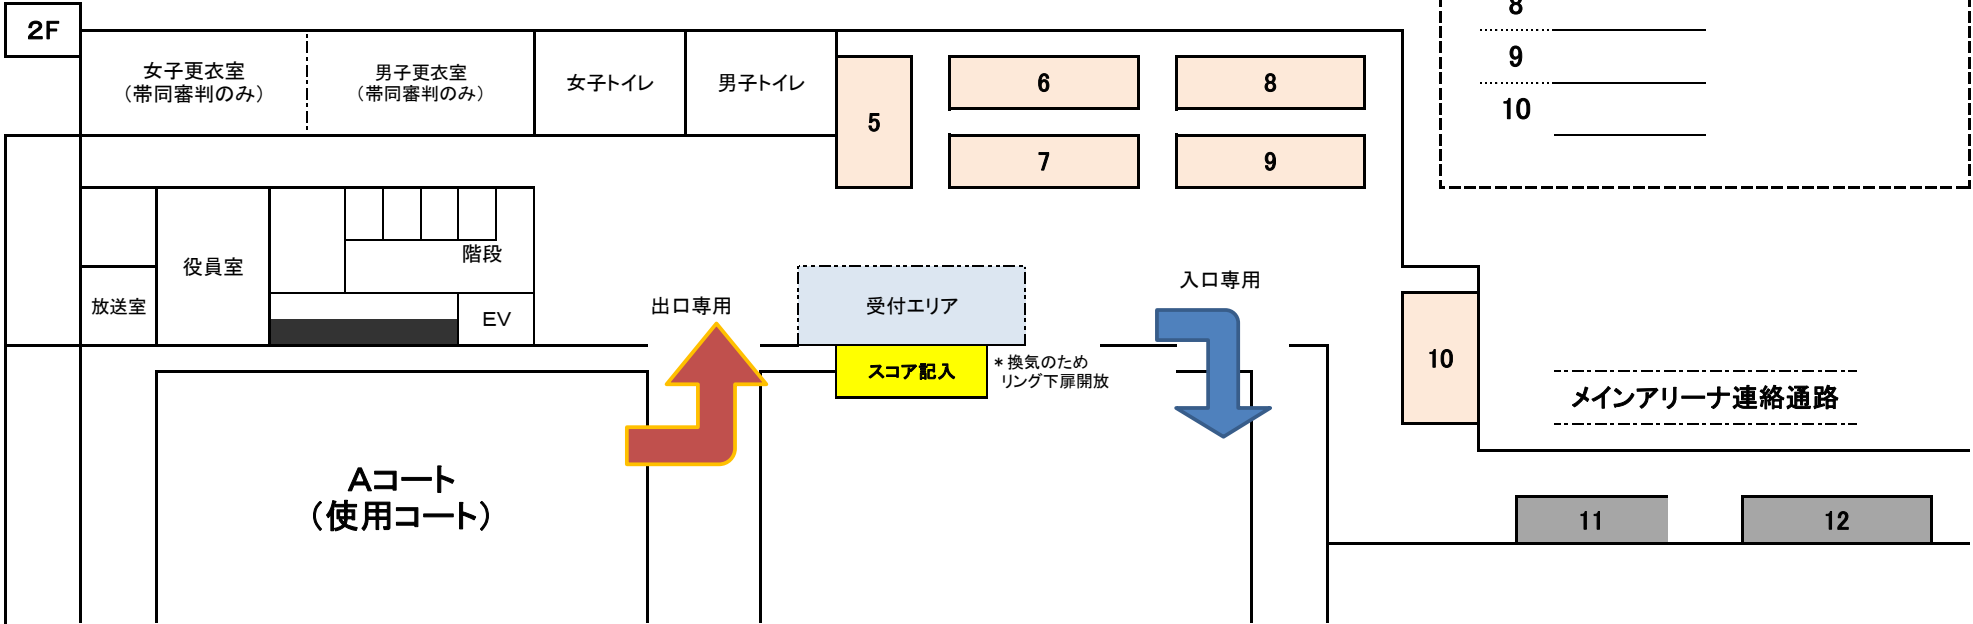 2F
女子更衣室
（帯同審判のみ）
男子更衣室
（帯同審判のみ）
女子トイレ
男子トイレ
5
6
8
7
9
8
9
10
役員室
放送室
階段
EV
出口専用
受付エリア
入口専用
スコア記入
＊換気のため
リング下扉開放
10
メインアリーナ連絡通路
Aコート
（使用コート）
11
12